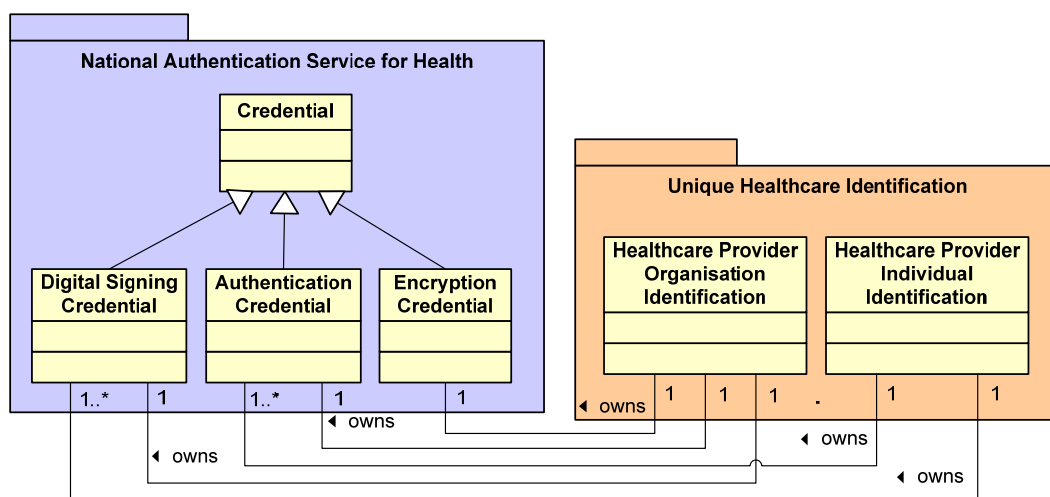 National Authentication Service for Health
Credential
Unique Healthcare Identification
Healthcare Provider
Organisation
Identification
Healthcare Provider
Individual
Identification
Digital Signing
Credential
Authentication
Credential
Encryption
Credential
1..*
1
1..*
1
1
1
1
1
.
1
1
owns
owns
owns
owns
owns